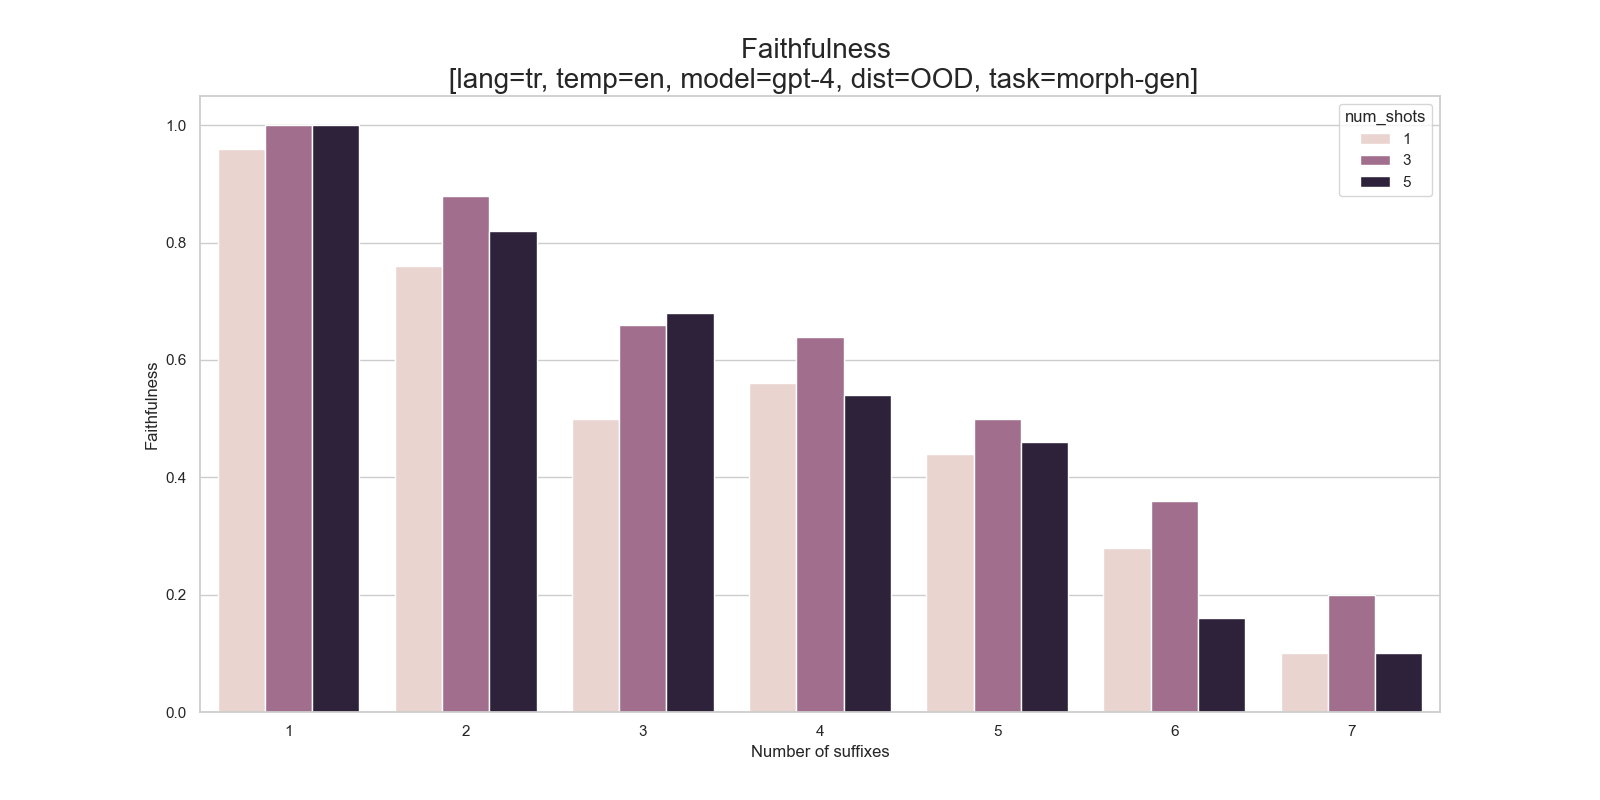 Faithfulness
[lang=tr, temp=en, model=gpt-4, dist=OOD, task=morph-gen]
num_shots
1
3
5
Faithfulness
1.0
0.8
0.6
0.4
0.2
0.0
1 2 3 4 5 6 7
Number of suffixes